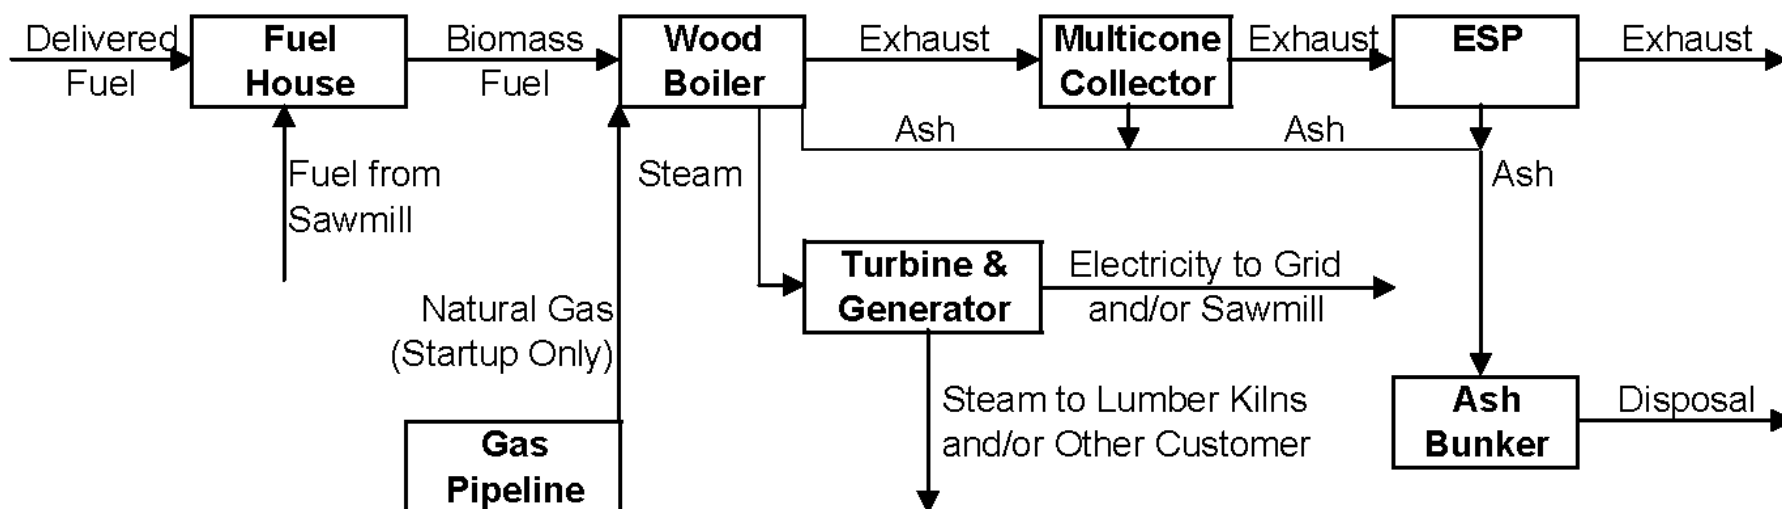 Delivered
Fuel
Fuel
House
Biomass
Fuel
Wood
Boiler
Exhaust
Multicone
Collector
Exhaust
ESP
Exhaust
Ash
Ash
Fuel from
Sawmill
Steam
Ash
Turbine &
Generator
Electricity to Grid
and/or Sawmill
Natural Gas
(Startup Only)
Steam to Lumber Kilns
and/or Other Customer
Ash
Bunker
Disposal
Gas
Pipeline